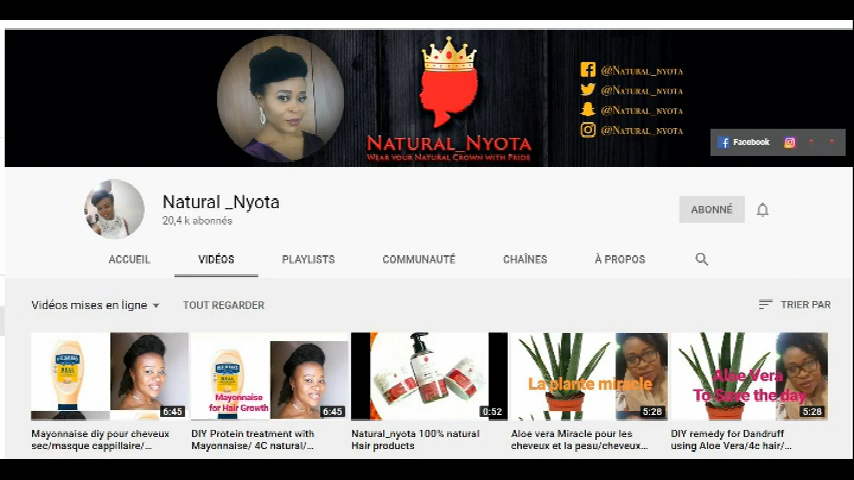 @Natural_nyota
@Natural_nyota
@Natural_nyota
@Natural_nyota
Natural_Nyota
Wear your Natural Crown with Pride
Facebook
Natural _Nyota
20,4 k abonnés
ABONNÉ
ACCUEIL VIDÉOS PLAYLISTS COMMUNAUTÉ CHAÎNES À PROPOS
Vidéos mises en ligne TOUT REGARDER TRIER PAR
REAL
6:45
REAL
Mayonnaise
for Hair Growth
6:45
0:52
La plante miracle
5:28
Aloe Vera
To Save the day
5:28
Mayonnaise diy pour cheveux
sec/masque cappillaire/...
DIY Protein treatment with
Mayonnaise/ 4C natural/...
Natural_nyota 100% natural
Hair products
Aloe vera Miracle pour les
cheveux et la peau/cheveux...
DIY remedy for Dandruff
using Aloe Vera/4c hair/...